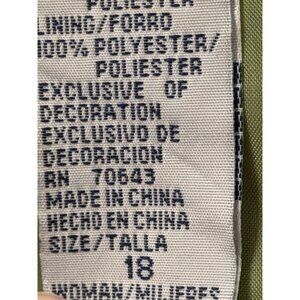 POLYESTER
LINING/FORRO
100% POLYESTER/
POLIESTER
EXCLUSIVE OF
DECORATION
EXCLUSIVO DE
DECORACION
RN 70643
MADE IN CHINA
HECHO EN CHINA
SIZE/TALLA
18
WOMAN/MUJERES